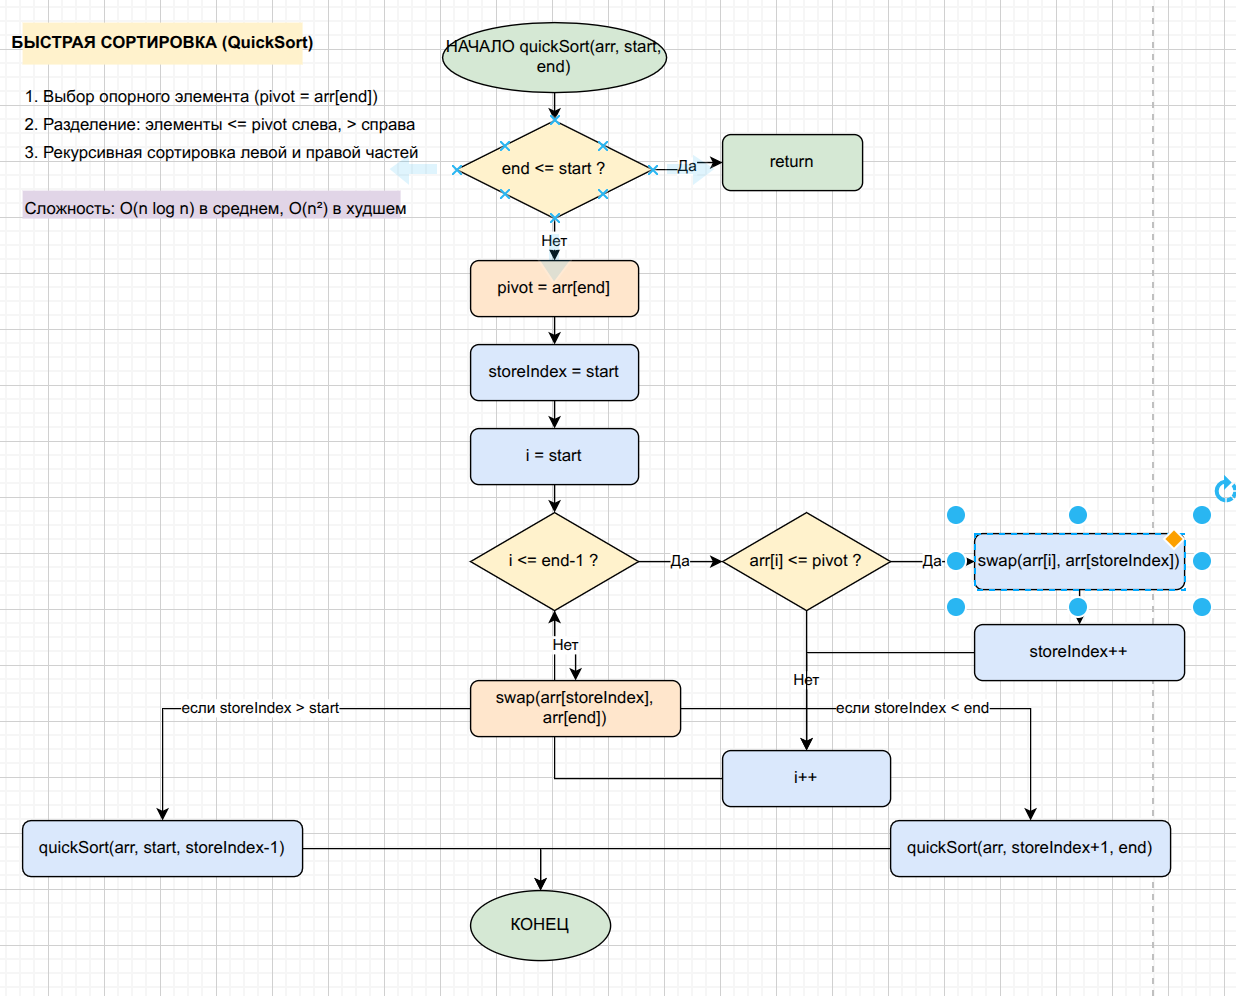 БЫСТРАЯ СОРТИРОВКА (QuickSort)
1. Выбор опорного элемента (pivot = arr[end])
2. Разделение: элементы <= pivot слева, > справа
3. Рекурсивная сортировка левой и правой частей
Сложность: O(n log n) в среднем, O(n²) в худшем
НАЧАЛО quickSort(arr, start,
end)
end <= start ?
Да
return
Нет
pivot = arr[end]
storeIndex = start
i = start
i <= end-1 ?
Да
arr[i] <= pivot ?
Да
swap(arr[i], arr[storeIndex])
storeIndex++
Нет
Нет
swap(arr[storeIndex],
arr[end])
если storeIndex > start
если storeIndex < end
i++
quickSort(arr, start, storeIndex-1)
quickSort(arr, storeIndex+1, end)
КОНЕЦ